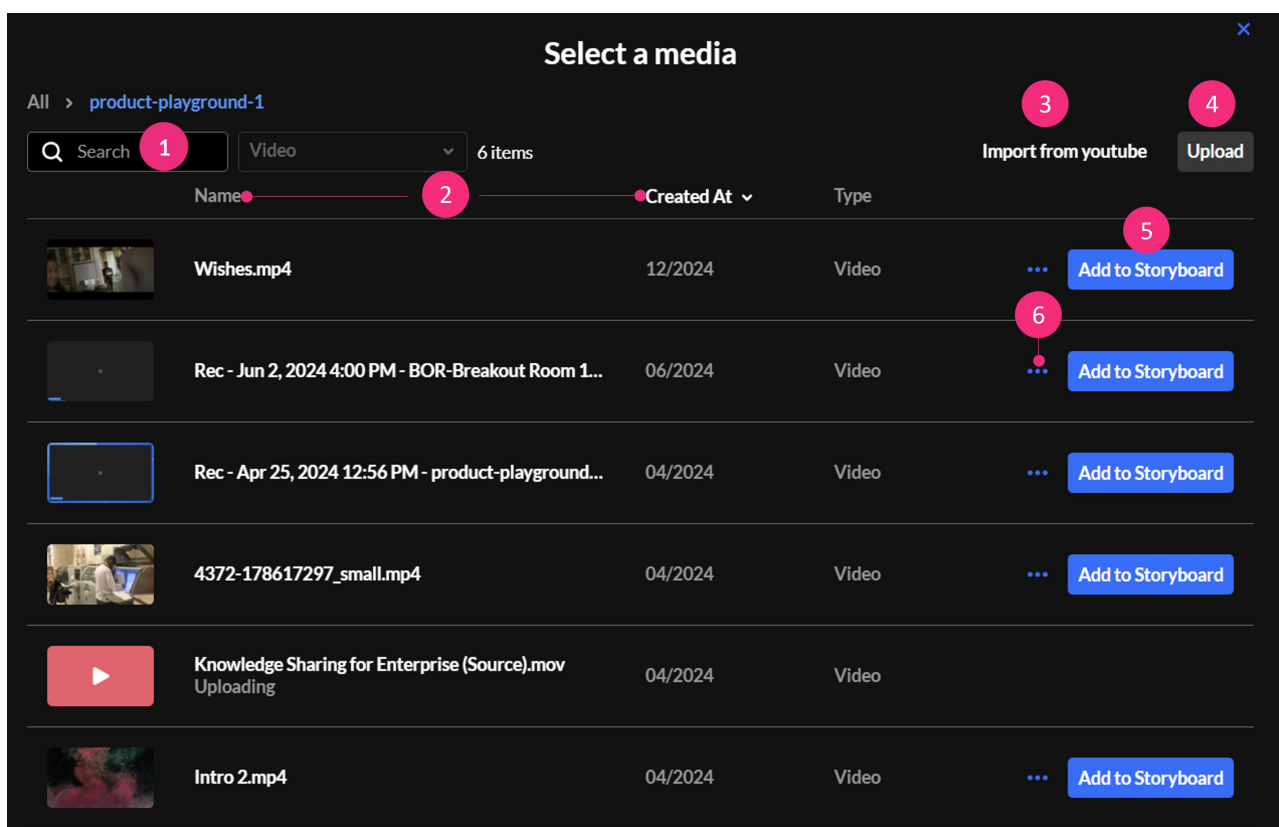 ×
Select a media
All > product-playground-1
3
4
Search
1
Video
6 items
Import from youtube
Upload
Name
2
Created At
Type
5
Wishes.mp4
12/2024
Video
...
Add to Storyboard
6
Rec - Jun 2, 2024 4:00 PM - BOR-Breakout Room 1...
06/2024
Video
...
Add to Storyboard
Rec - Apr 25, 2024 12:56 PM - product-playground...
04/2024
Video
...
Add to Storyboard
4372-178617297_small.mp4
04/2024
Video
...
Add to Storyboard
Knowledge Sharing for Enterprise (Source).mov
Uploading
04/2024
Video
Intro 2.mp4
04/2024
Video
...
Add to Storyboard